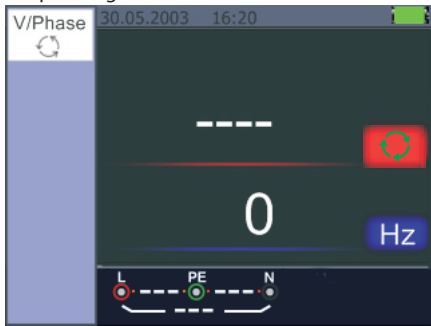 V/Phase 30.05.2003 16:20
----
0
Hz
L PE N
--- ---
---